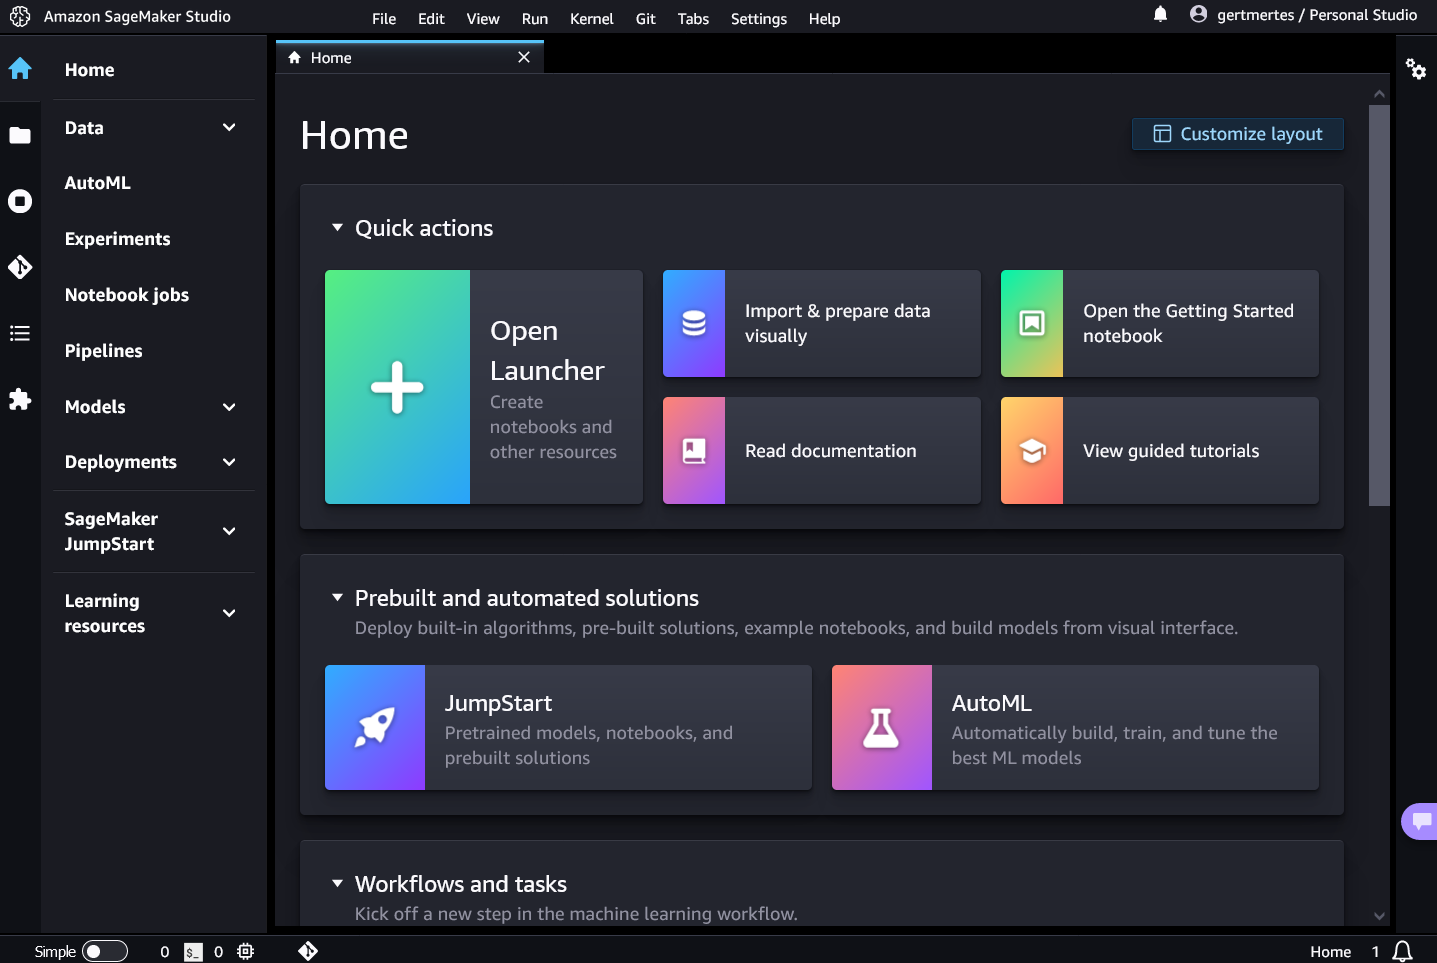 Amazon SageMaker Studio
File Edit View Run Kernel Git Tabs Settings Help
gertmertes / Personal Studio
Home
Data
AutoML
Experiments
Notebook jobs
Pipelines
Models
Deployments
SageMaker
JumpStart
Learning
resources
Home
Home
Customize layout
Quick actions
Open
Launcher
Create
notebooks and
other resources
Import & prepare data
visually
Open the Getting Started
notebook
Read documentation
View guided tutorials
Prebuilt and automated solutions
Deploy built-in algorithms, pre-built solutions, example notebooks, and build models from visual interface.
JumpStart
Pretrained models, notebooks, and
prebuilt solutions
AutoML
Automatically build, train, and tune the
best ML models
Workflows and tasks
Kick off a new step in the machine learning workflow.
Simple 0 $_ 0 Home 1